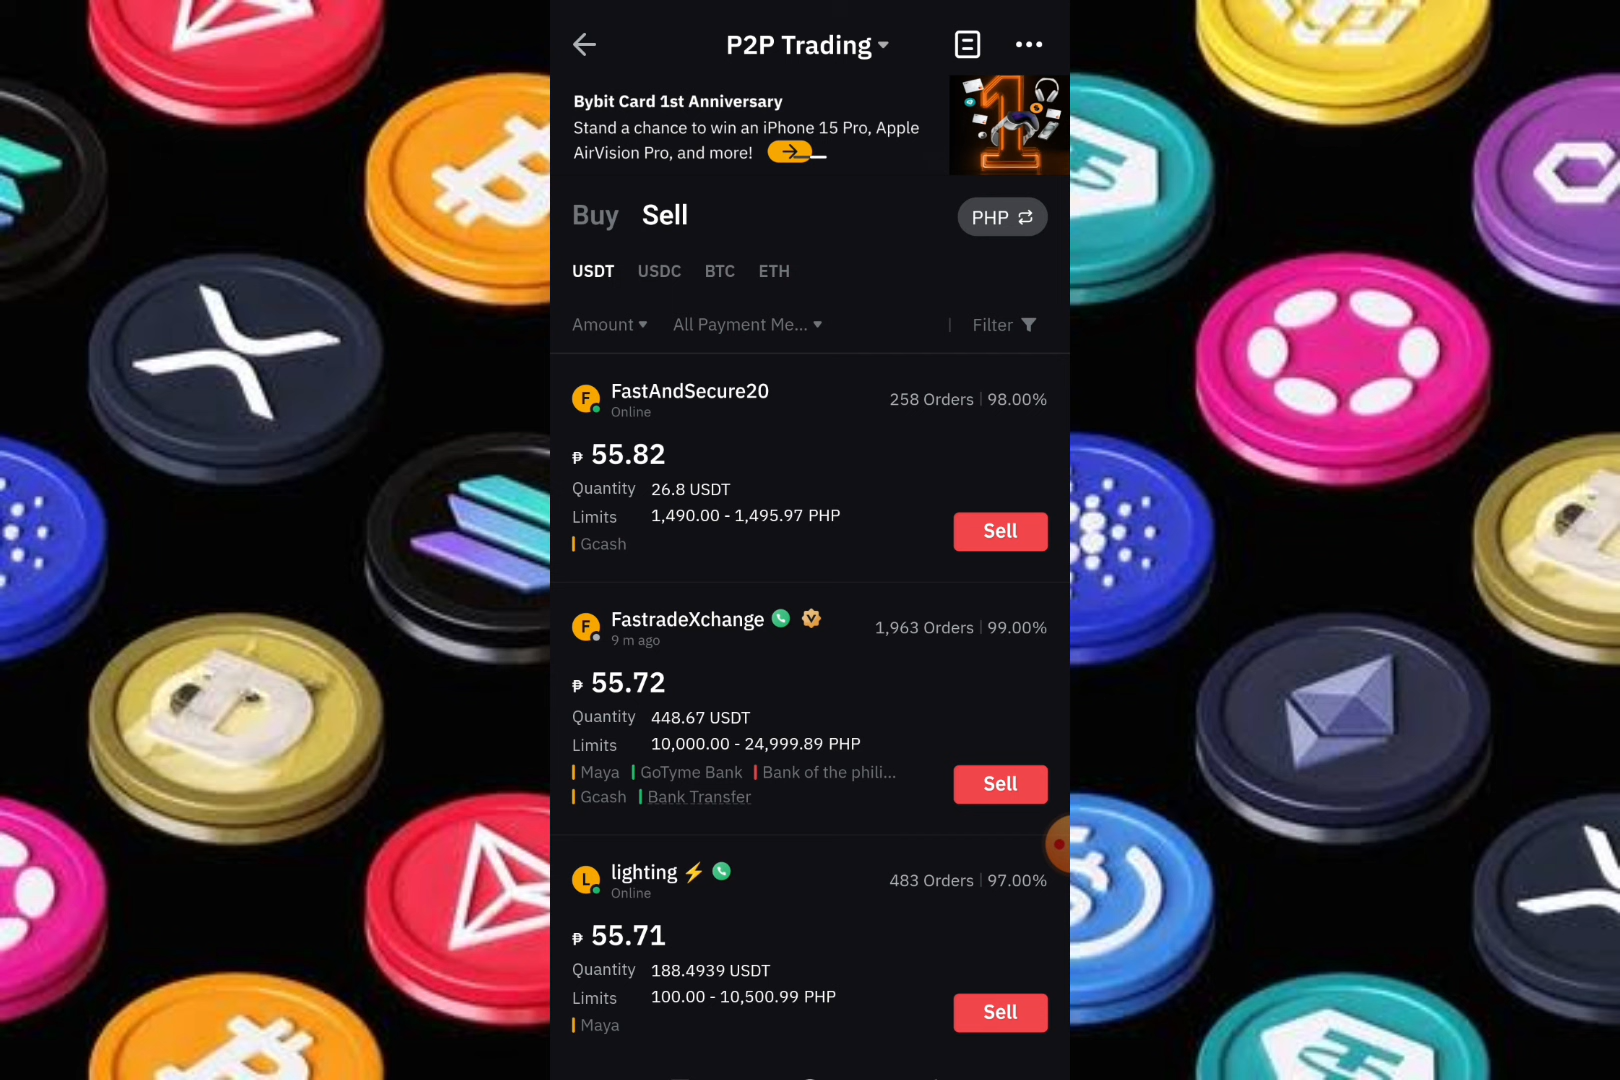 P2P Trading
Bybit Card 1st Anniversary
Stand a chance to win an iPhone 15 Pro, Apple
AirVision Pro, and more!
Buy Sell PHP
USDT USDC BTC ETH
Amount All Payment Me... | Filter
F FastAndSecure20 258 Orders | 98.00%
Online
₱ 55.82
Quantity 26.8 USDT
Limits 1,490.00 - 1,495.97 PHP
Sell
Gcash
F FastradeXchange 1,963 Orders | 99.00%
9 m ago
₱ 55.72
Quantity 448.67 USDT
Limits 10,000.00 - 24,999.89 PHP
Maya GoTyme Bank Bank of the phili...
Sell
Gcash Bank Transfer
L lighting ⚡ 483 Orders | 97.00%
Online
₱ 55.71
Quantity 188.4939 USDT
Limits 100.00 - 10,500.99 PHP
Sell
Maya